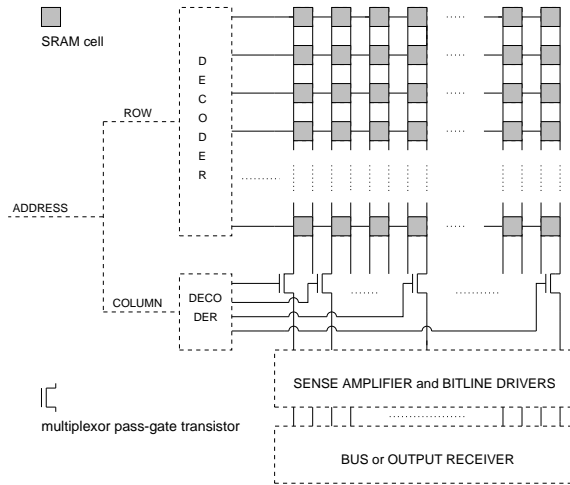 SRAM cell
D
E
C
O
D
E
R
ROW
ADDRESS
COLUMN
DECO
DER
SENSE AMPLIFIER and BITLINE DRIVERS
multiplexor pass-gate transistor
BUS or OUTPUT RECEIVER